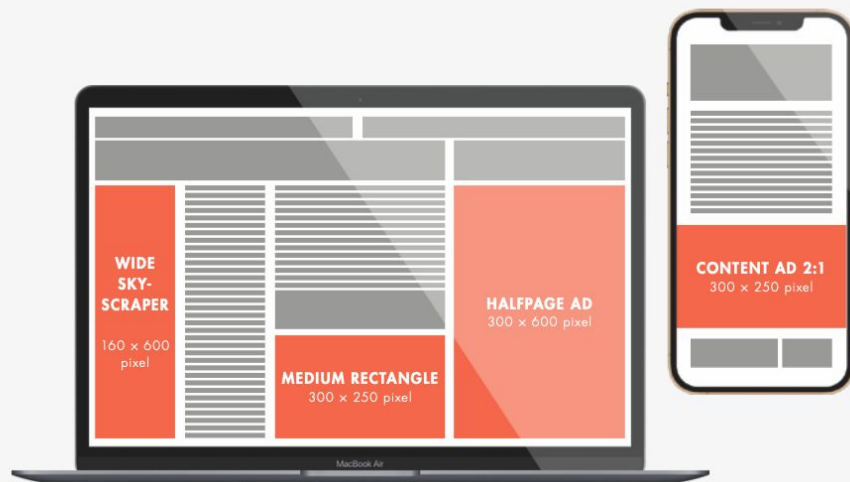 WIDE
SKY-
SCRAPER
160 × 600
pixel
MEDIUM RECTANGLE
300 × 250 pixel
HALFPAGE AD
300 × 600 pixel
MacBook Air
CONTENT AD 2:1
300 × 250 pixel